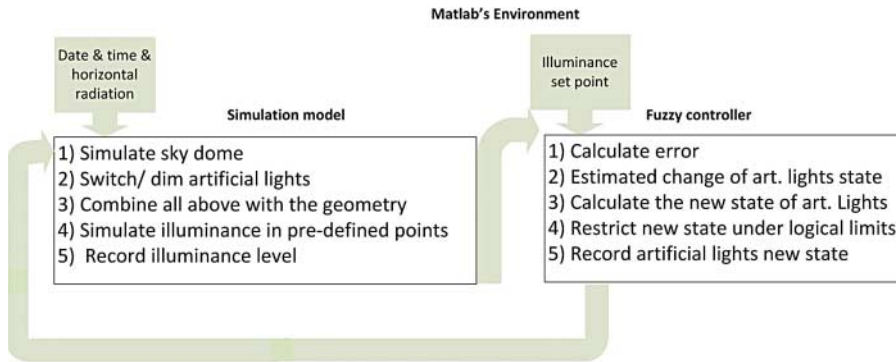 Matlab's Environment
Date & time &
horizontal
radiation
Illuminance
set point
Simulation model
1) Simulate sky dome
2) Switch/ dim artificial lights
3) Combine all above with the geometry
4) Simulate illuminance in pre-defined points
5) Record illuminance level
Fuzzy controller
1) Calculate error
2) Estimated change of art. lights state
3) Calculate the new state of art. Lights
4) Restrict new state under logical limits
5) Record artificial lights new state